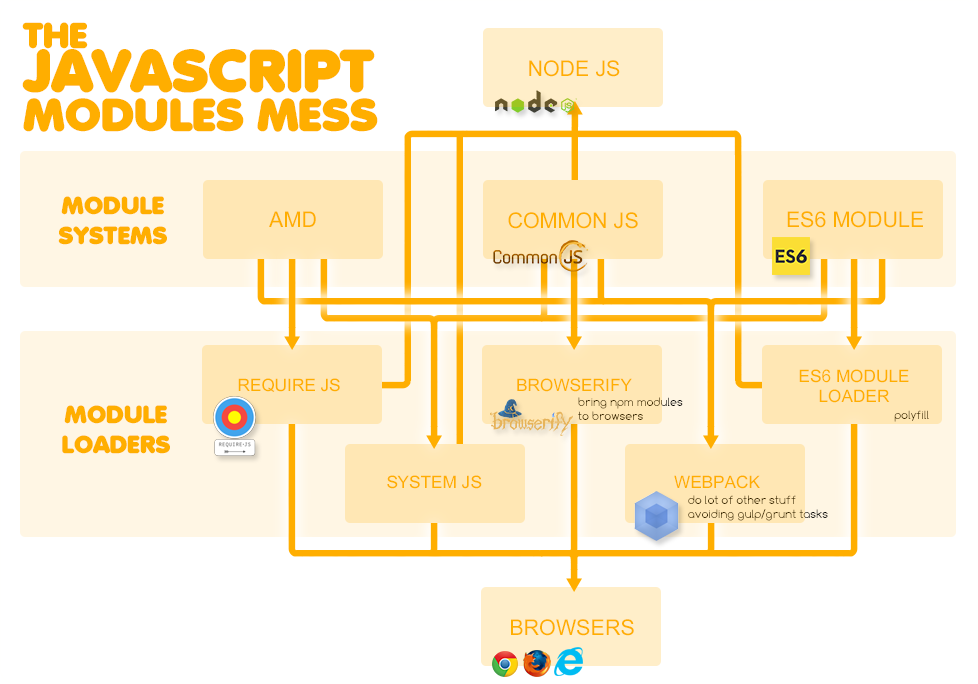 THE
JAVASCRIPT
MODULES MESS
NODE JS
node
JS
MODULE
SYSTEMS
AMD
COMMON JS
CommonJS
ES6 MODULE
ES6
MODULE
LOADERS
REQUIRE JS
REQUIRE-JS
BROWSERIFY
bring npm modules
to browsers
browserify
ES6 MODULE
LOADER
polyfill
SYSTEM JS
WEBPACK
do lot of other stuff
avoiding gulp/grunt tasks
BROWSERS